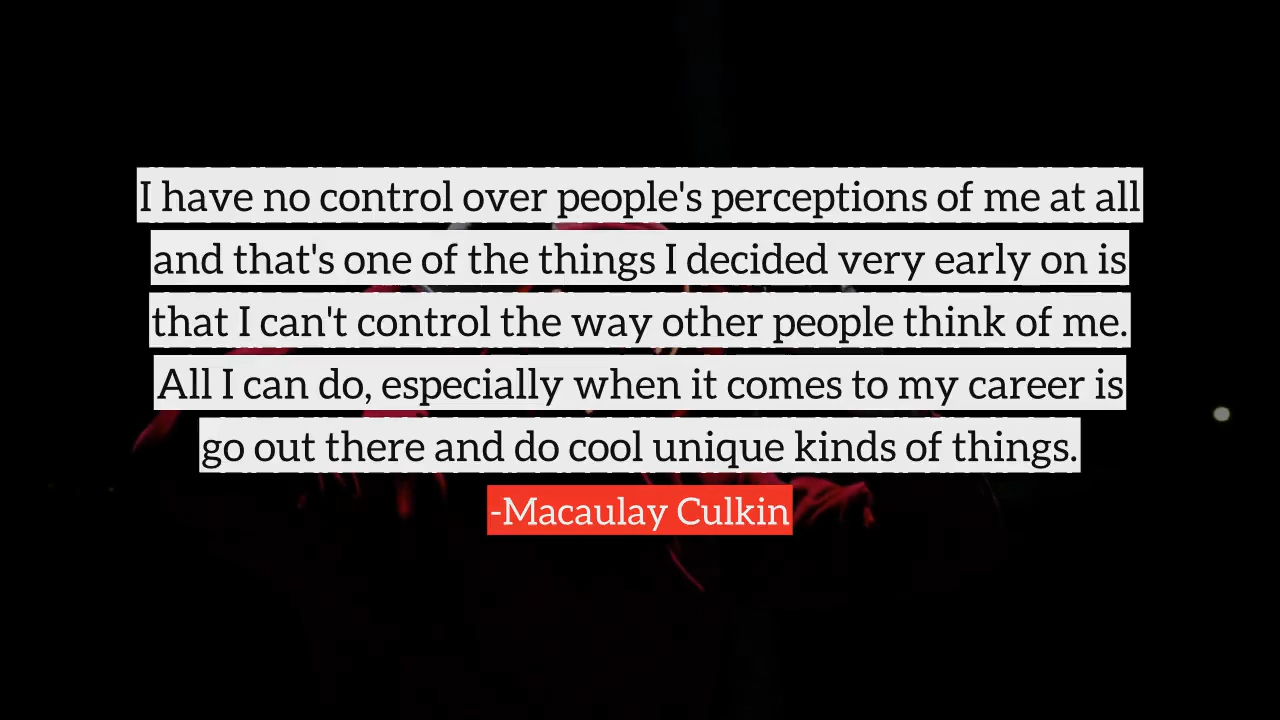 I have no control over people's perceptions of me at all
and that's one of the things I decided very early on is
that I can't control the way other people think of me.
All I can do, especially when it comes to my career is
go out there and do cool unique kinds of things.
-Macaulay Culkin